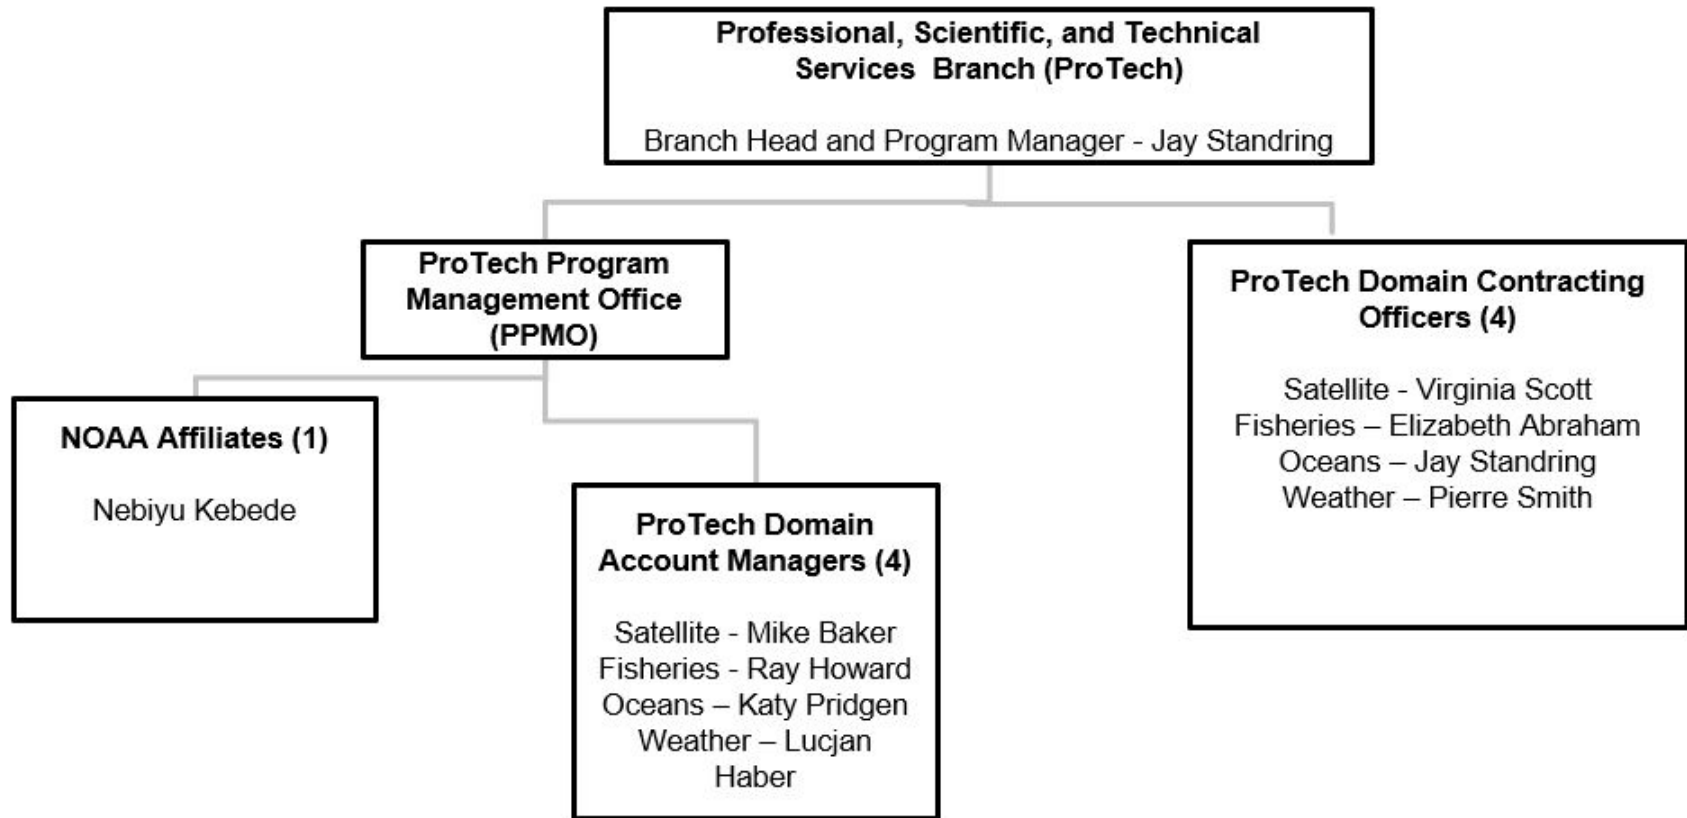 Professional, Scientific, and Technical
Services Branch (ProTech)
Branch Head and Program Manager - Jay Standring
ProTech Program
Management Office
(PPMO)
ProTech Domain Contracting
Officers (4)
Satellite - Virginia Scott
Fisheries – Elizabeth Abraham
Oceans – Jay Standring
Weather – Pierre Smith
NOAA Affiliates (1)
Nebiyu Kebede
ProTech Domain
Account Managers (4)
Satellite - Mike Baker
Fisheries - Ray Howard
Oceans – Katy Pridgen
Weather – Lucjan
Haber